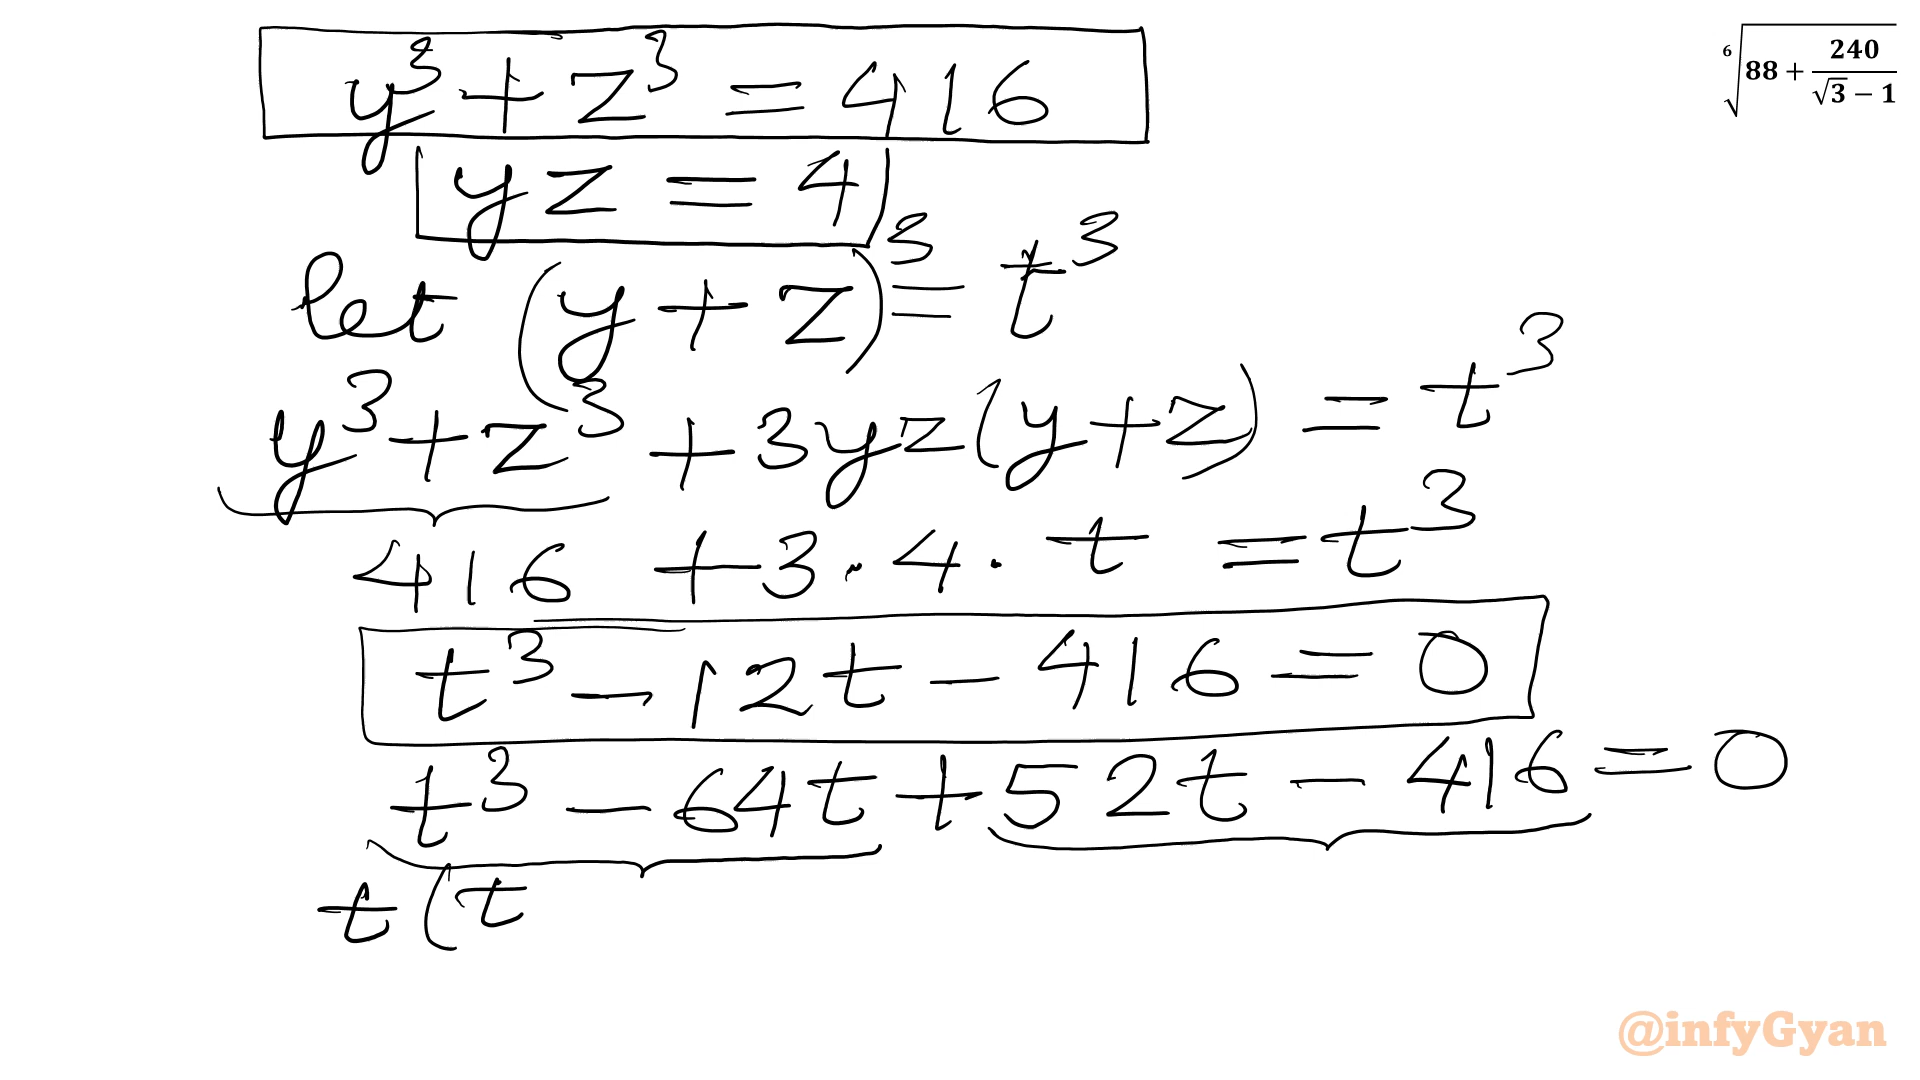 y³ + z³ = 416
⁶√(88 + 240/(√3 − 1))
yz = 4
let (y + z)³ = t³
y³ + z³ + 3yz(y + z) = t³
416 + 3 · 4 · t = t³
t³ − 12t − 416 = 0
t³ − 64t + 52t − 416 = 0
t(t
@infyGyan